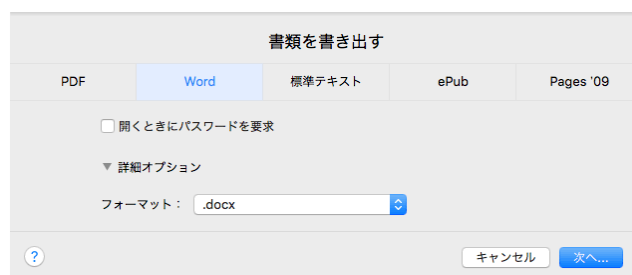 書類を書き出す
PDF Word 標準テキスト ePub Pages '09
開くときにパスワードを要求
詳細オプション
フォーマット： .docx
? キャンセル 次へ...